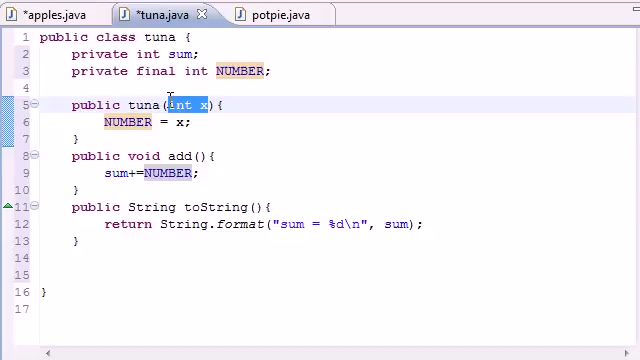 *apples.java *tuna.java potpie.java
1 public class tuna {
2 private int sum;
3 private final int NUMBER;
4
5 public tuna(int x){
6 NUMBER = x;
7 }
8 public void add(){
9 sum+=NUMBER;
10 }
11 public String toString(){
12 return String.format("sum = %d\n", sum);
13 }
14
15
16 }
17